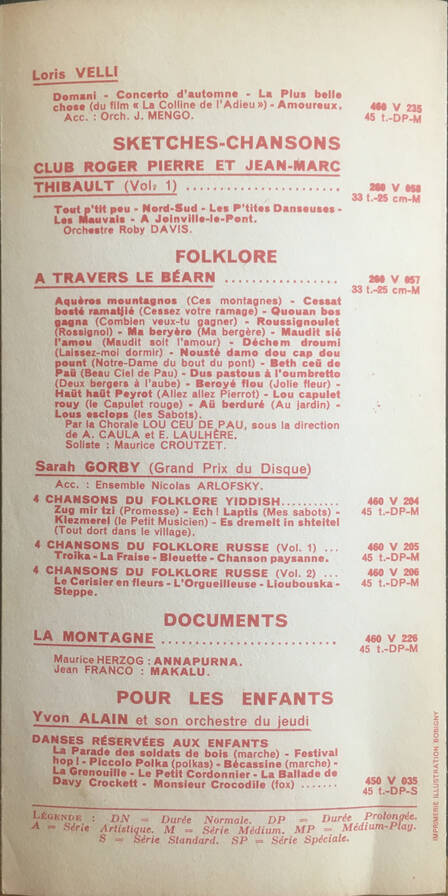 Loris VELLI
Domani - Concerto d'automne - La Plus belle
chose (du film « La Colline de l'Adieu ») - Amoureux. 460 V 235
Acc. : Orch. J. MENGO. 45 t.-DP-M
SKETCHES-CHANSONS
CLUB ROGER PIERRE ET JEAN-MARC
THIBAULT (Vol. 1) ........................ 260 V 058
33 t.-25 cm-M
Tout p'tit peu - Nord-Sud - Les P'tites Danseuses -
Les Mauvais - A Joinville-le-Pont.
Orchestre Roby DAVIS.
FOLKLORE
A TRAVERS LE BÉARN .................. 260 V 057
33 t.-25 cm-M
Aquèros mountagnos (Ces montagnes) - Cessat
bosté ramatjié (Cessez votre ramage) - Quouan bos
gagna (Combien veux-tu gagner) - Roussignoulet
(Rossignol) - Ma beryèro (Ma bergère) - Maudit sié
l'amou (Maudit soit l'amour) - Déchem droumi
(Laissez-moi dormir) - Nousté damo dou cap dou
pount (Notre-Dame du bout du pont) - Beth ceü de
Paü (Beau Ciel de Pau) - Dus pastous à l'oumbretto
(Deux bergers à l'aube) - Beroyé flou (Jolie fleur) -
Haüt haüt Peyrot (Allez allez Pierrot) - Lou capulet
rouy (le Capulet rouge) - Aü berduré (Au jardin) -
Lous esclops (les Sabots).
Par la Chorale LOU CEU DE PAU, sous la direction
de A. CAULA et E. LAULHÈRE.
Soliste : Maurice CROUTZET.
Sarah GORBY (Grand Prix du Disque)
Acc. : Ensemble Nicolas ARLOFSKY.
4 CHANSONS DU FOLKLORE YIDDISH.......... 460 V 204
Zug mir tzi (Promesse) - Ech ! Laptis (Mes sabots) - 45 t.-DP-M
Klezmerel (le Petit Musicien) - Es dremelt in shteitel
(Tout dort dans le village).
4 CHANSONS DU FOLKLORE RUSSE (Vol. 1) ... 460 V 205
Troïka - La Fraise - Bleuette - Chanson paysanne. 45 t.-DP-M
4 CHANSONS DU FOLKLORE RUSSE (Vol. 2) ... 460 V 206
Le Cerisier en fleurs - L'Orgueilleuse - Lioubouska - 45 t.-DP-M
Steppe.
DOCUMENTS
LA MONTAGNE ............................ 460 V 226
45 t.-DP-M
Maurice HERZOG : ANNAPURNA.
Jean FRANCO : MAKALU.
POUR LES ENFANTS
Yvon ALAIN et son orchestre du jeudi
DANSES RÉSERVÉES AUX ENFANTS
La Parade des soldats de bois (marche) - Festival
hop ! - Piccolo Polka (polkas) - Bécassine (marche) -
La Grenouille - Le Petit Cordonnier - La Ballade de
Davy Crockett - Monsieur Crocodile (fox) ....... 450 V 035
45 t.-DP-S
LÉGENDE : DN = Durée Normale. DP = Durée Prolongée.
A = Série Artistique. M = Série Médium. MP = Médium-Play.
S = Série Standard. SP = Série Spéciale.
IMPRIMERIE ILLUSTRATION BOBIGNY